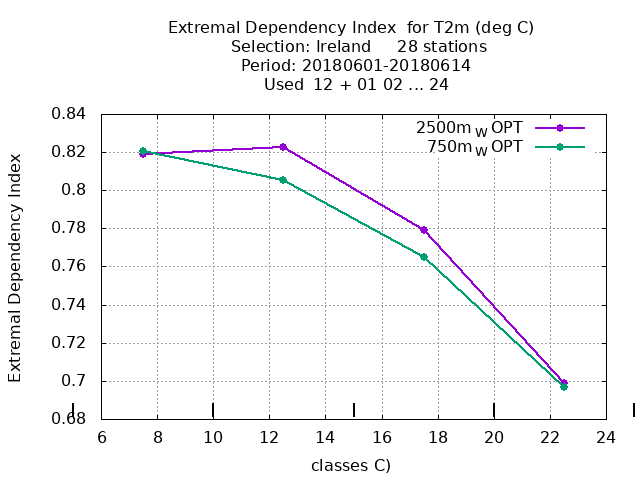 Extremal Dependency Index  for T2m (deg C)
Selection: Ireland     28 stations
Period: 20180601-20180614
Used  12 + 01 02 ... 24
2500m W OPT
750m W OPT
Extremal Dependency Index
0.84
0.82
0.8
0.78
0.76
0.74
0.72
0.7
0.68
6 8 10 12 14 16 18 20 22 24
classes C)